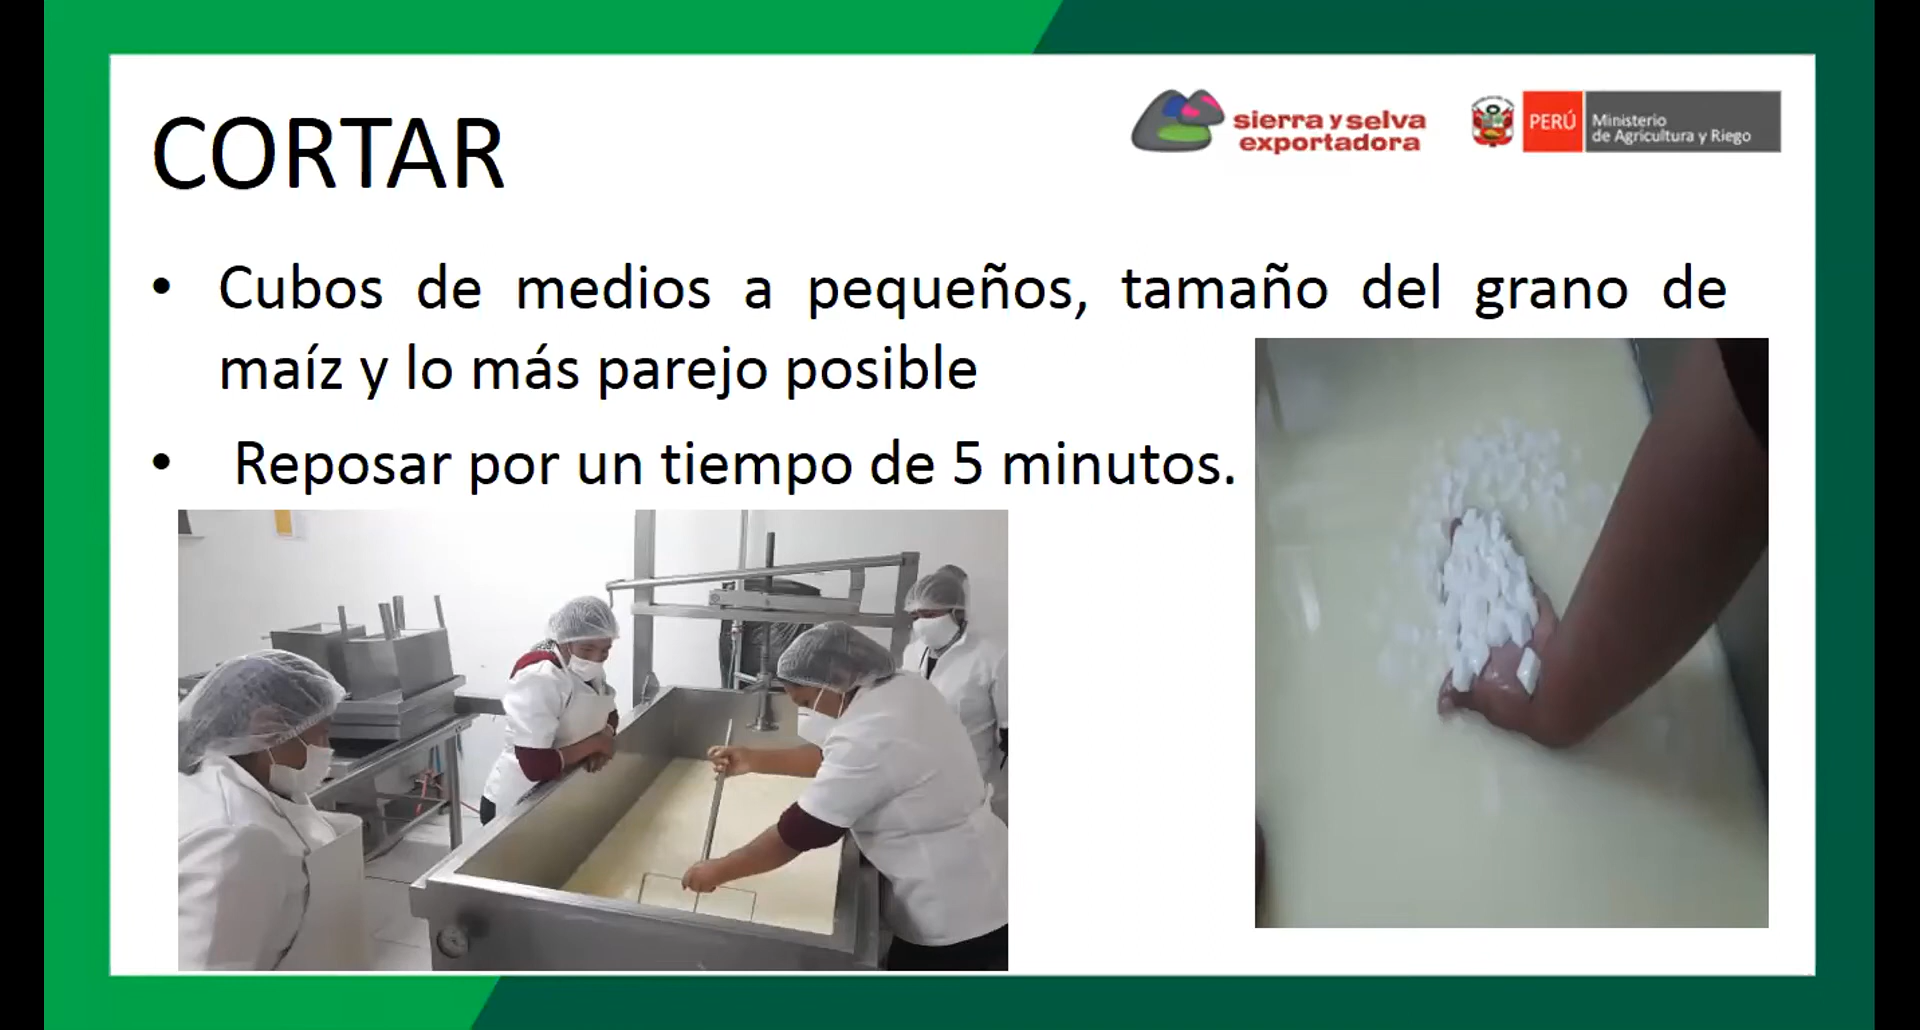 CORTAR
sierra y selva
exportadora
PERÚ
Ministerio
de Agricultura y Riego
• Cubos de medios a pequeños, tamaño del grano de
maíz y lo más parejo posible
• Reposar por un tiempo de 5 minutos.